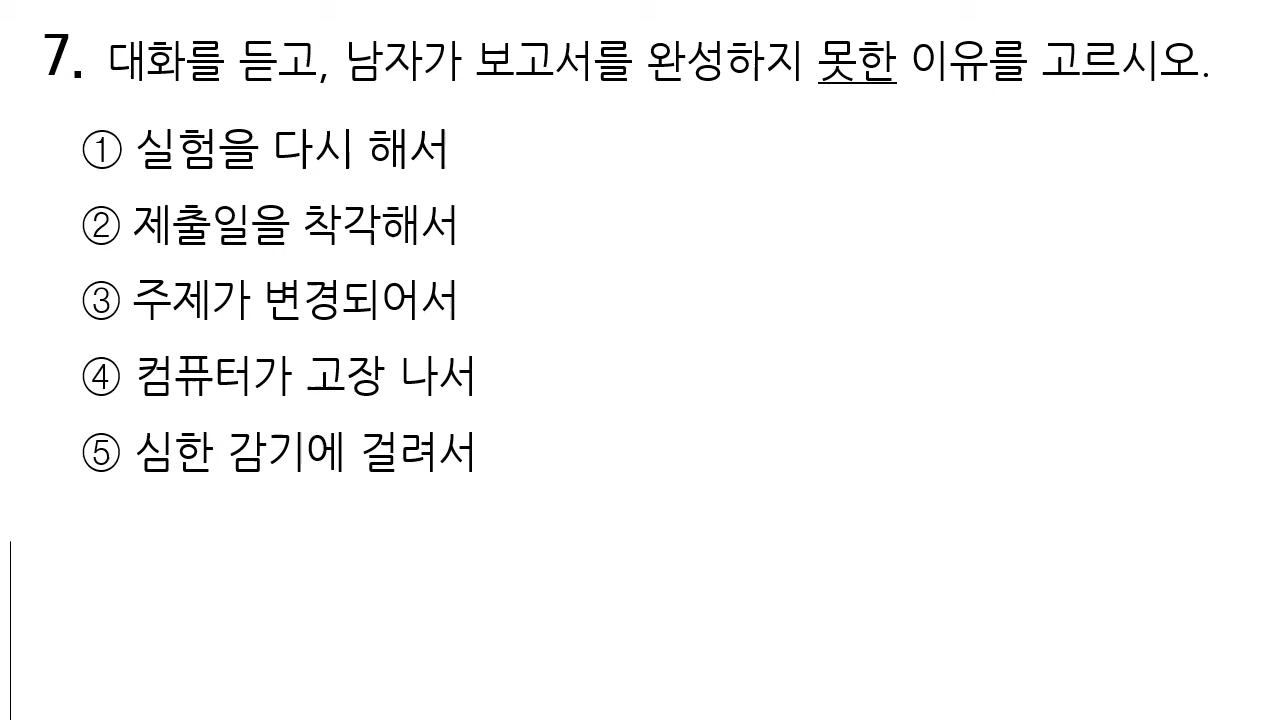 7. 대화를 듣고, 남자가 보고서를 완성하지 못한 이유를 고르시오.
① 실험을 다시 해서
② 제출일을 착각해서
③ 주제가 변경되어서
④ 컴퓨터가 고장 나서
⑤ 심한 감기에 걸려서